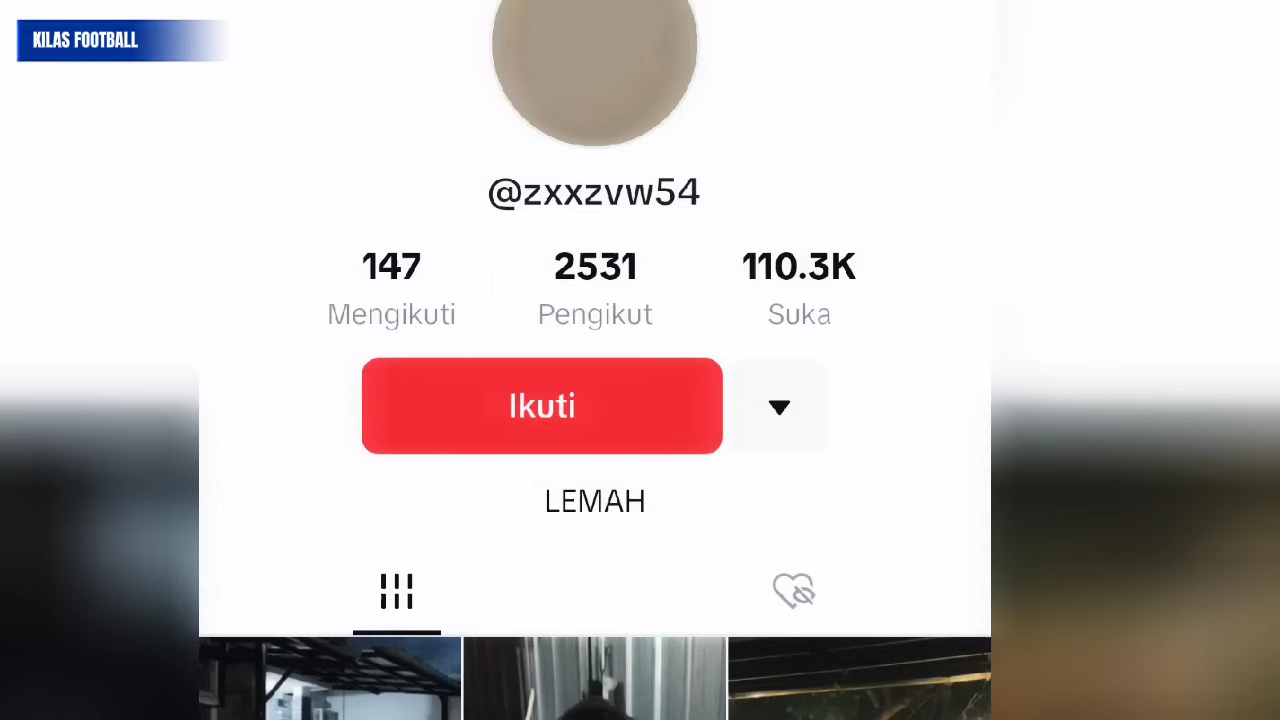 KILAS FOOTBALL
@zxxzvw54
147 2531 110.3K
Mengikuti Pengikut Suka
Ikuti
LEMAH